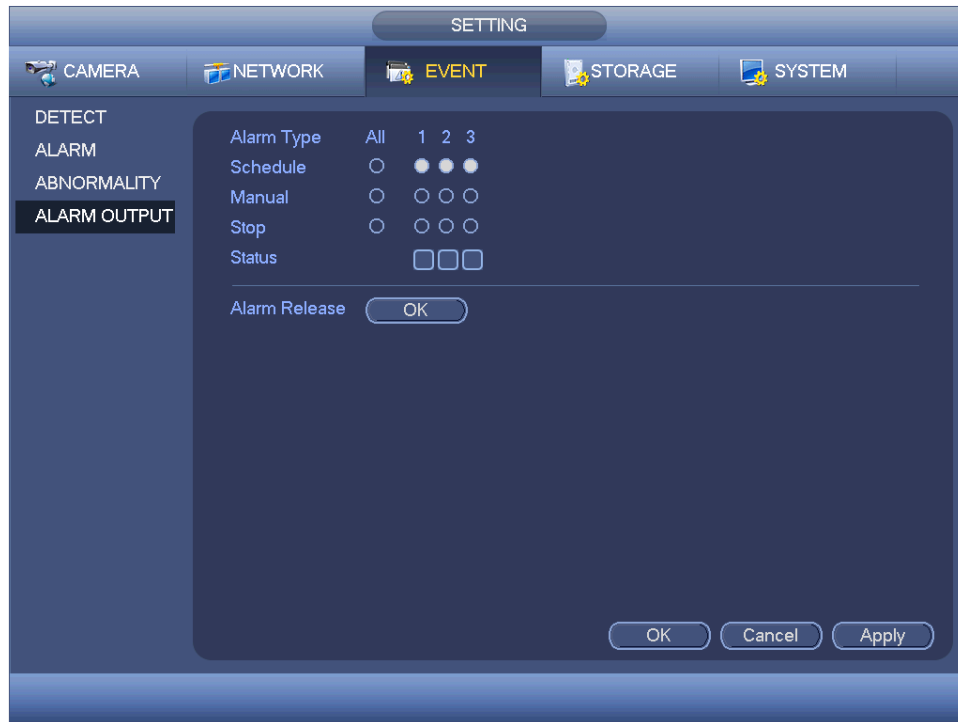 SETTING
CAMERA NETWORK EVENT STORAGE SYSTEM
DETECT
ALARM
ABNORMALITY
ALARM OUTPUT
Alarm Type All 1 2 3
Schedule
Manual
Stop
Status
Alarm Release OK
OK Cancel Apply